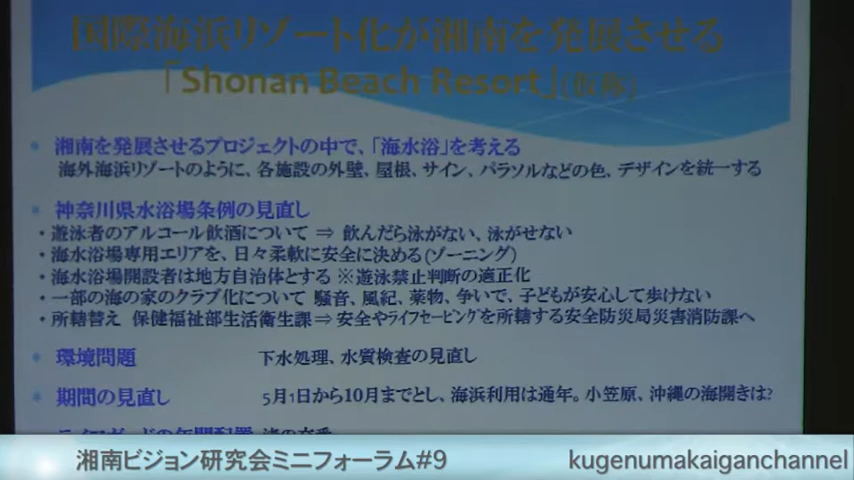 国際海浜リゾート化が湘南を発展させる
「Shonan Beach Resort」(仮称)
湘南を発展させるプロジェクトの中で、「海水浴」を考える
海外海浜リゾートのように、各施設の外壁、屋根、サイン、パラソルなどの色、デザインを統一する
神奈川県水浴場条例の見直し
・遊泳者のアルコール飲酒について ⇒ 飲んだら泳がない、泳がせない
・海水浴場専用エリアを、日々柔軟に安全に決める(ゾーニング)
・海水浴場開設者は地方自治体とする ※遊泳禁止判断の適正化
・一部の海の家のクラブ化について 騒音、風紀、薬物、争いで、子どもが安心して歩けない
・所轄替え 保健福祉部生活衛生課⇒安全やライフセービングを所轄する安全防災局災害消防課へ
環境問題 下水処理、水質検査の見直し
期間の見直し 5月1日から10月までとし、海浜利用は通年。小笠原、沖縄の海開きは?
湘南ビジョン研究会ミニフォーラム#9 kugenumakaiganchannel